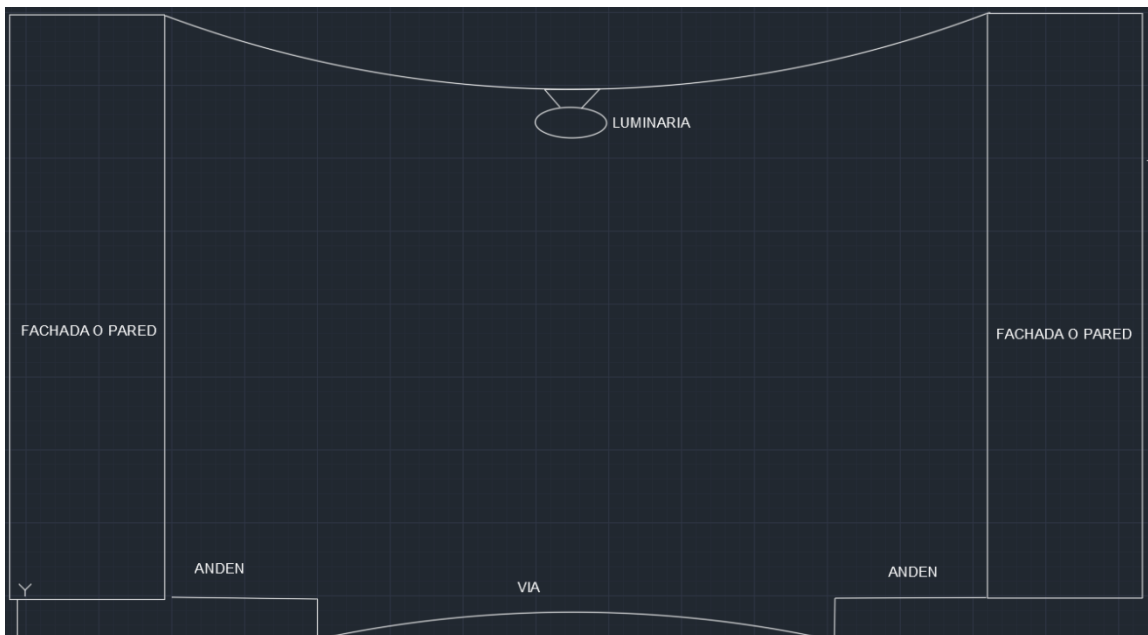 LUMINARIA
FACHADA O PARED
FACHADA O PARED
ANDEN
VIA
ANDEN
Y